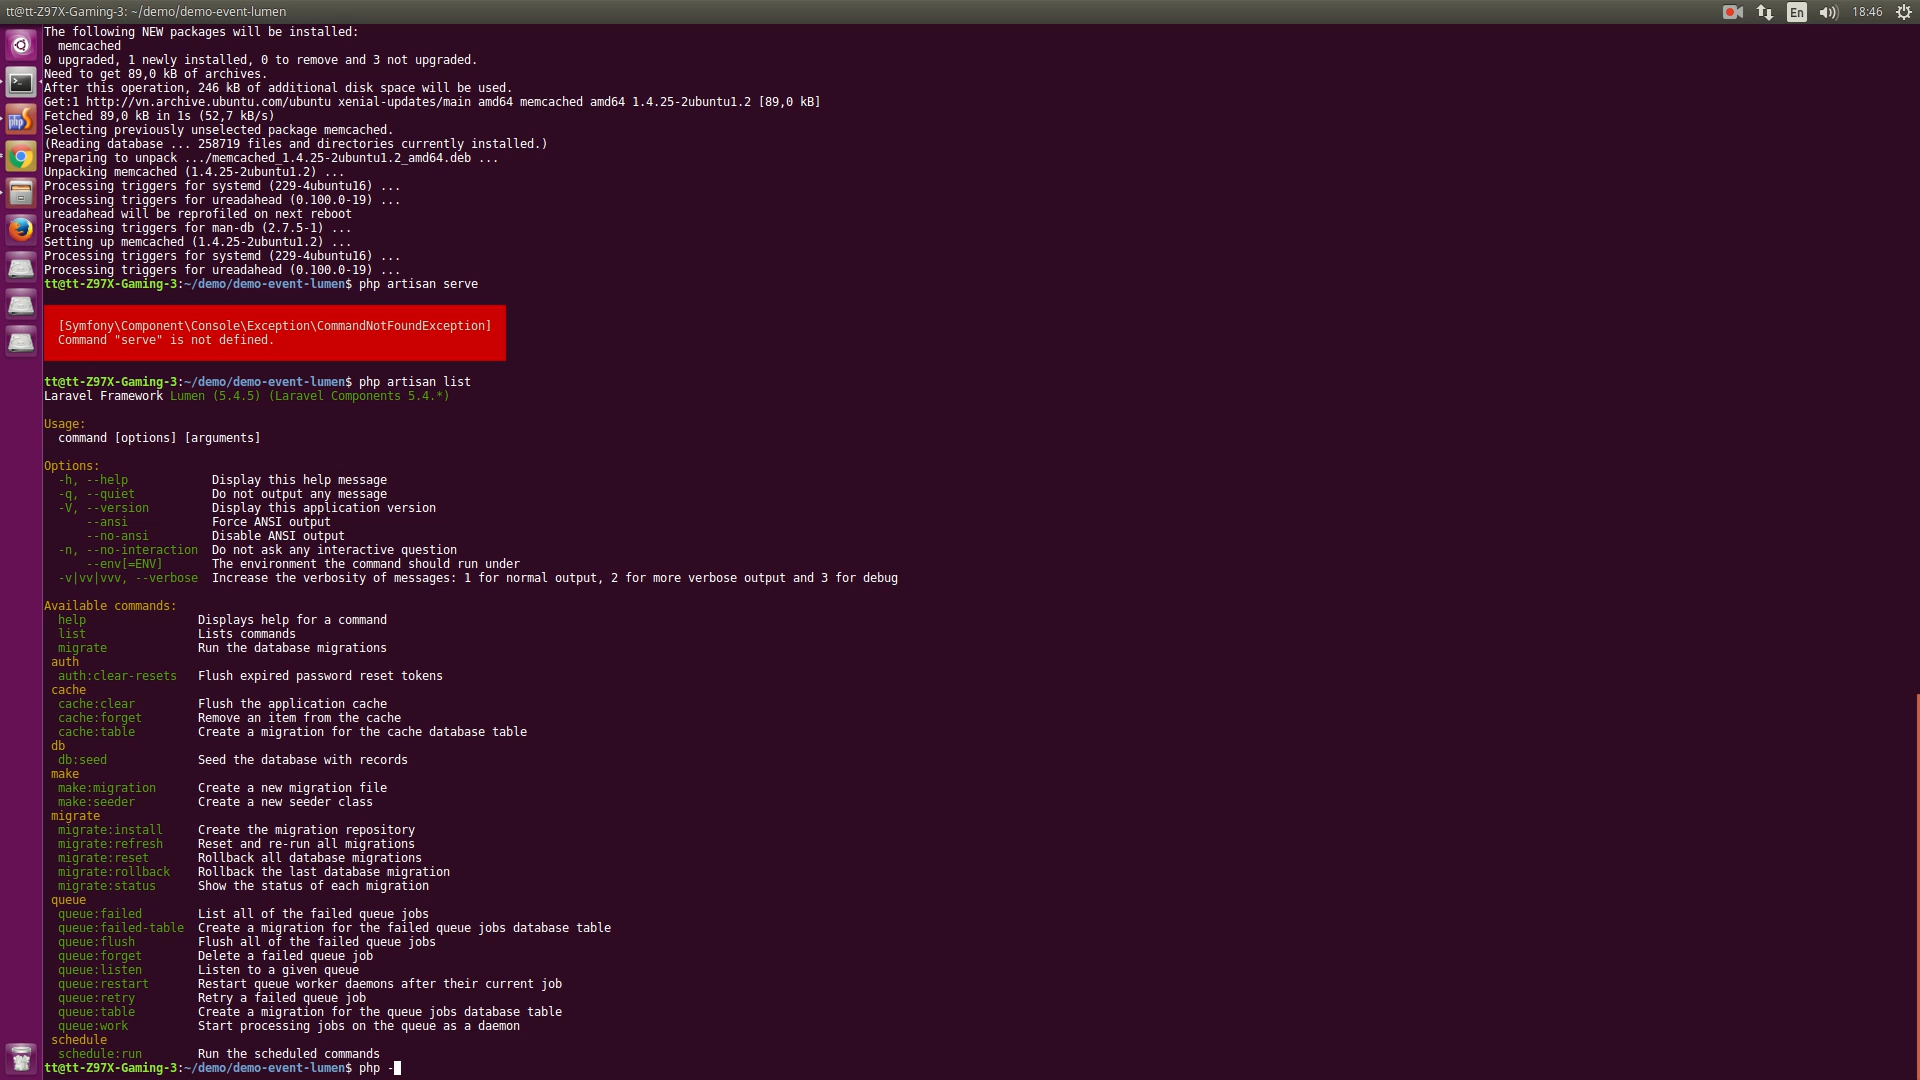 tt@tt-Z97X-Gaming-3: ~/demo/demo-event-lumen
En
18:46
The following NEW packages will be installed:
  memcached
0 upgraded, 1 newly installed, 0 to remove and 3 not upgraded.
Need to get 89,0 kB of archives.
After this operation, 246 kB of additional disk space will be used.
Get:1 http://vn.archive.ubuntu.com/ubuntu xenial-updates/main amd64 memcached amd64 1.4.25-2ubuntu1.2 [89,0 kB]
Fetched 89,0 kB in 1s (52,7 kB/s)
Selecting previously unselected package memcached.
(Reading database ... 258719 files and directories currently installed.)
Preparing to unpack .../memcached_1.4.25-2ubuntu1.2_amd64.deb ...
Unpacking memcached (1.4.25-2ubuntu1.2) ...
Processing triggers for systemd (229-4ubuntu16) ...
Processing triggers for ureadahead (0.100.0-19) ...
ureadahead will be reprofiled on next reboot
Processing triggers for man-db (2.7.5-1) ...
Setting up memcached (1.4.25-2ubuntu1.2) ...
Processing triggers for systemd (229-4ubuntu16) ...
Processing triggers for ureadahead (0.100.0-19) ...
tt@tt-Z97X-Gaming-3:~/demo/demo-event-lumen$ php artisan serve
[Symfony\Component\Console\Exception\CommandNotFoundException]
Command "serve" is not defined.
tt@tt-Z97X-Gaming-3:~/demo/demo-event-lumen$ php artisan list
Laravel Framework Lumen (5.4.5) (Laravel Components 5.4.*)
Usage:
  command [options] [arguments]
Options:
  -h, --help            Display this help message
  -q, --quiet           Do not output any message
  -V, --version         Display this application version
      --ansi            Force ANSI output
      --no-ansi         Disable ANSI output
  -n, --no-interaction  Do not ask any interactive question
      --env[=ENV]       The environment the command should run under
  -v|vv|vvv, --verbose  Increase the verbosity of messages: 1 for normal output, 2 for more verbose output and 3 for debug
Available commands:
  help                Displays help for a command
  list                Lists commands
  migrate             Run the database migrations
 auth
  auth:clear-resets   Flush expired password reset tokens
 cache
  cache:clear         Flush the application cache
  cache:forget        Remove an item from the cache
  cache:table         Create a migration for the cache database table
 db
  db:seed             Seed the database with records
 make
  make:migration      Create a new migration file
  make:seeder         Create a new seeder class
 migrate
  migrate:install     Create the migration repository
  migrate:refresh     Reset and re-run all migrations
  migrate:reset       Rollback all database migrations
  migrate:rollback    Rollback the last database migration
  migrate:status      Show the status of each migration
 queue
  queue:failed        List all of the failed queue jobs
  queue:failed-table  Create a migration for the failed queue jobs database table
  queue:flush         Flush all of the failed queue jobs
  queue:forget        Delete a failed queue job
  queue:listen        Listen to a given queue
  queue:restart       Restart queue worker daemons after their current job
  queue:retry         Retry a failed queue job
  queue:table         Create a migration for the queue jobs database table
  queue:work          Start processing jobs on the queue as a daemon
 schedule
  schedule:run        Run the scheduled commands
tt@tt-Z97X-Gaming-3:~/demo/demo-event-lumen$ php -